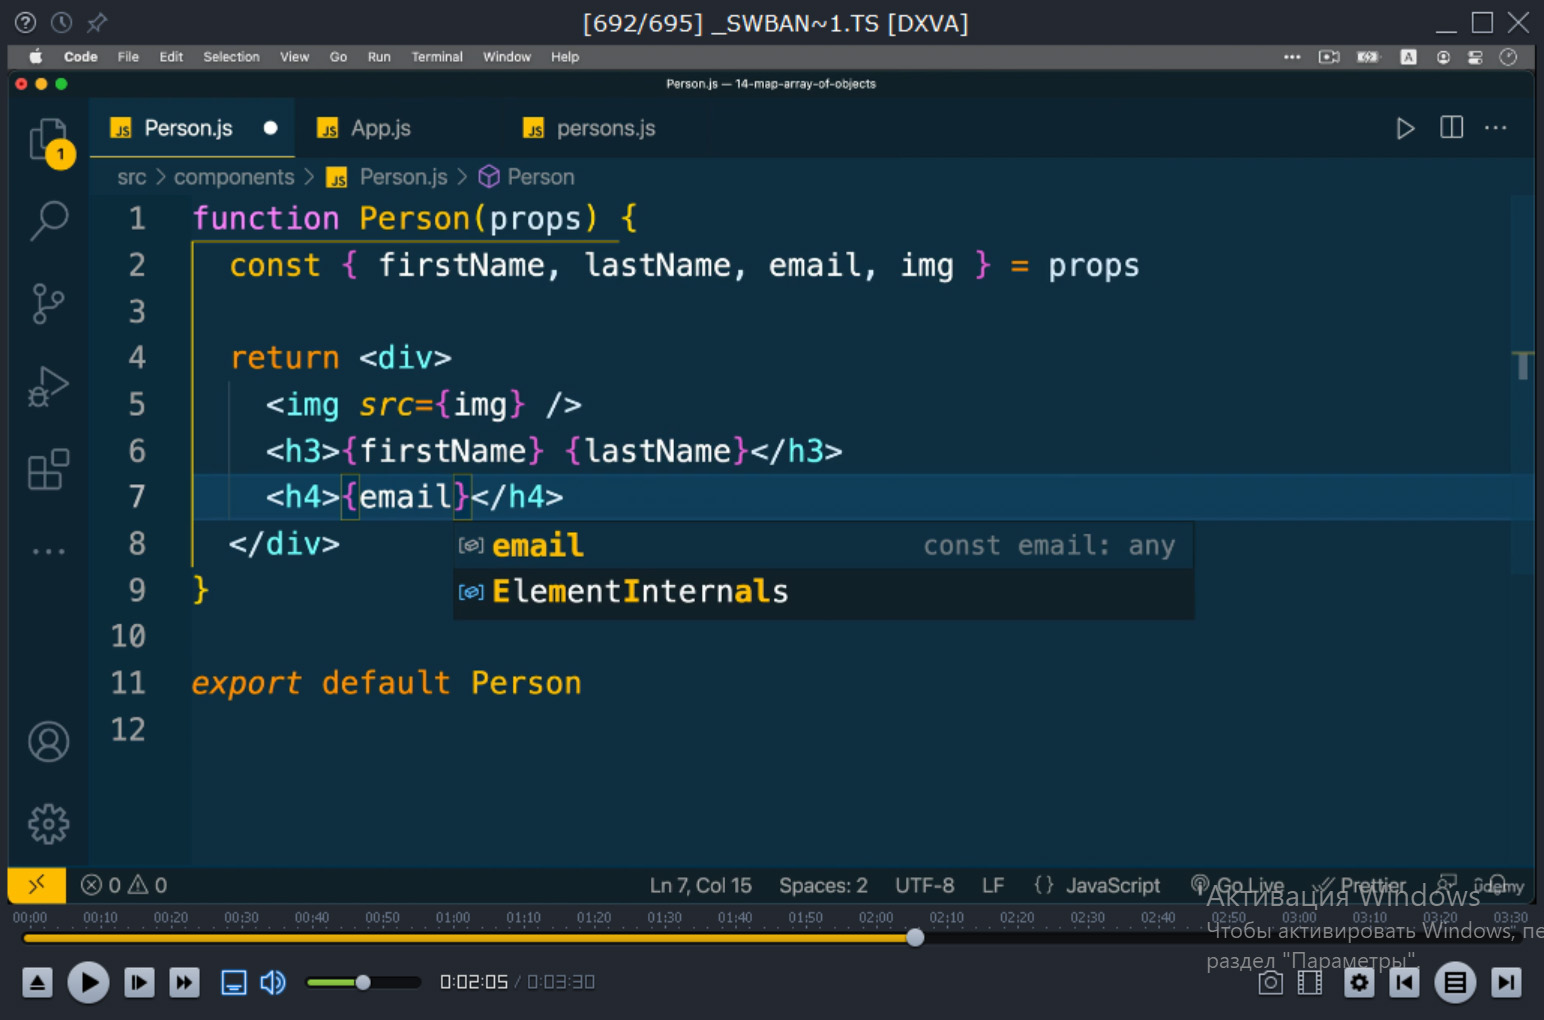 [692/695] _SWBAN~1.TS [DXVA]
Code File Edit Selection View Go Run Terminal Window Help
A
Person.js — 14-map-array-of-objects
JS Person.js JS App.js JS persons.js
1
src > components > JS Person.js > Person
1 function Person(props) {
2 const { firstName, lastName, email, img } = props
3
4 return <div>
5 <img src={img} />
6 <h3>{firstName} {lastName}</h3>
7 <h4>{email}</h4>
8 </div>
email const email: any
9 }
ElementInternals
10
11 export default Person
12
0 0 Ln 7, Col 15 Spaces: 2 UTF-8 LF {} JavaScript Go Live Prettier
ûdemy
Активация Windows
Чтобы активировать Windows, пе
раздел "Параметры".
00:00 00:10 00:20 00:30 00:40 00:50 01:00 01:10 01:20 01:30 01:40 01:50 02:00 02:10 02:20 02:30 02:40 02:50 03:00 03:10 03:20 03:30
0:02:05 / 0:03:30